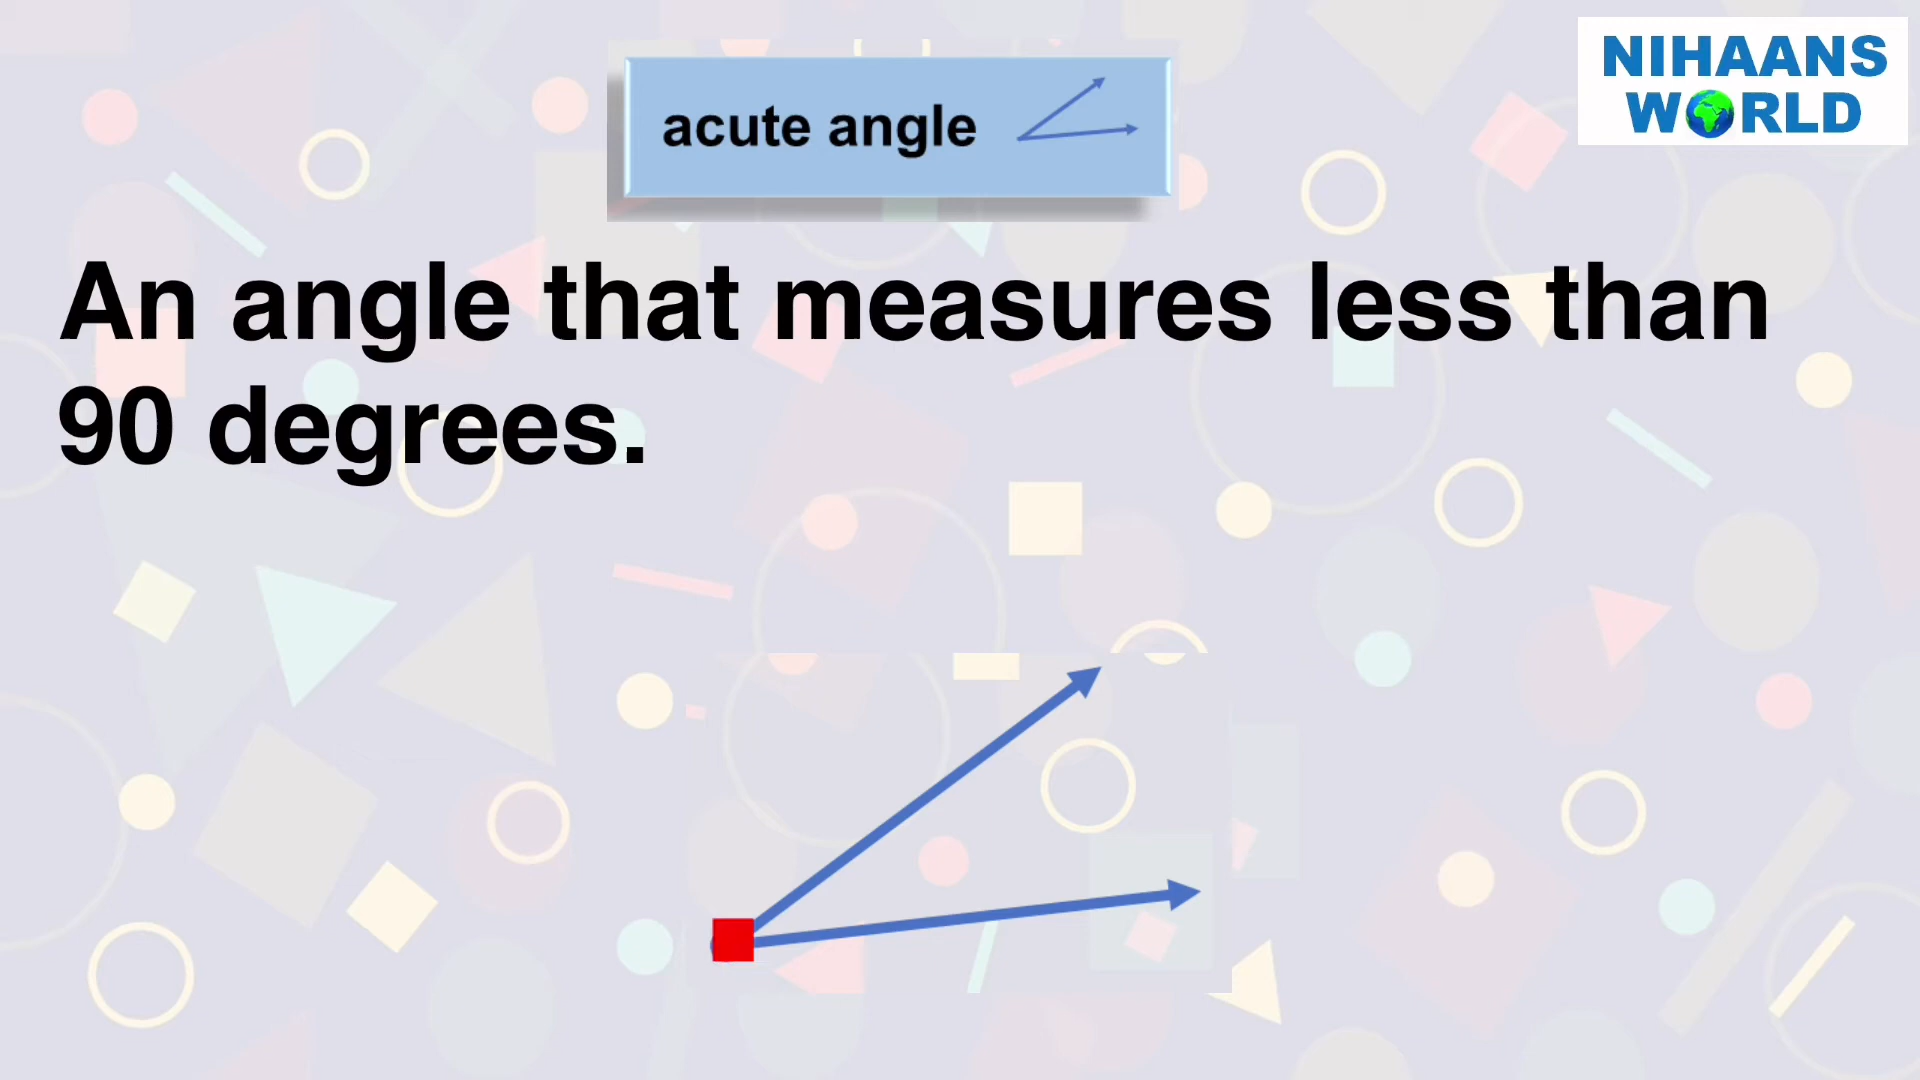 NIHAANS
WORLD
acute angle
An angle that measures less than
90 degrees.